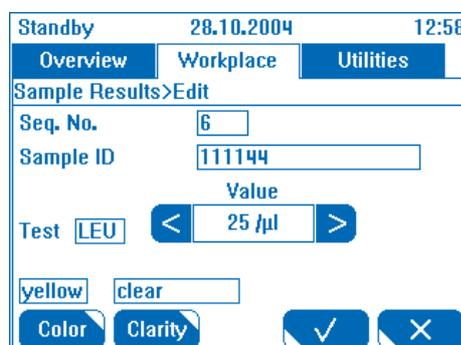 Standby 28.10.2004 12:58
Overview Workplace Utilities
Sample Results>Edit
Seq. No. 6
Sample ID 111144
Value
Test LEU < 25 /µl >
yellow clear
Color Clarity ✓ ✕